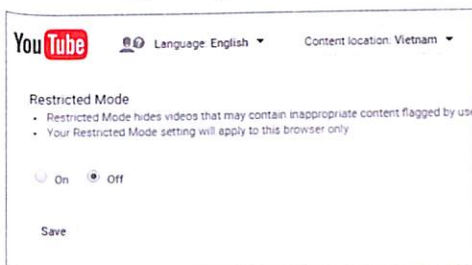 YouTube Language: English Content location: Vietnam
Restricted Mode
Restricted Mode hides videos that may contain inappropriate content flagged by
Your Restricted Mode setting will apply to this browser only
On Off
Save